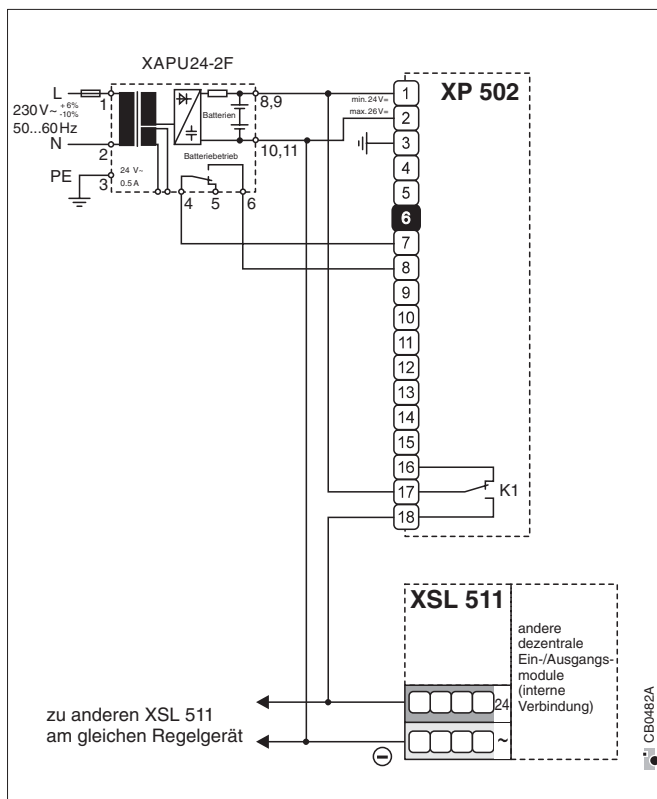 XAPU24-2F
L
230V~ +6% -10%
50...60Hz
N
PE
1
2
3
24 V~
0.5 A
Batterien
Batteriebetrieb
4
5
6
8,9
10,11
min. 24 V=
max. 26 V=
XP 502
1
2
3
4
5
6
7
8
9
10
11
12
13
14
15
16
17
18
K1
XSL 511
24
~
andere
dezentrale
Ein-/Ausgangs-
module
(interne
Verbindung)
zu anderen XSL 511
am gleichen Regelgerät
CB0482A